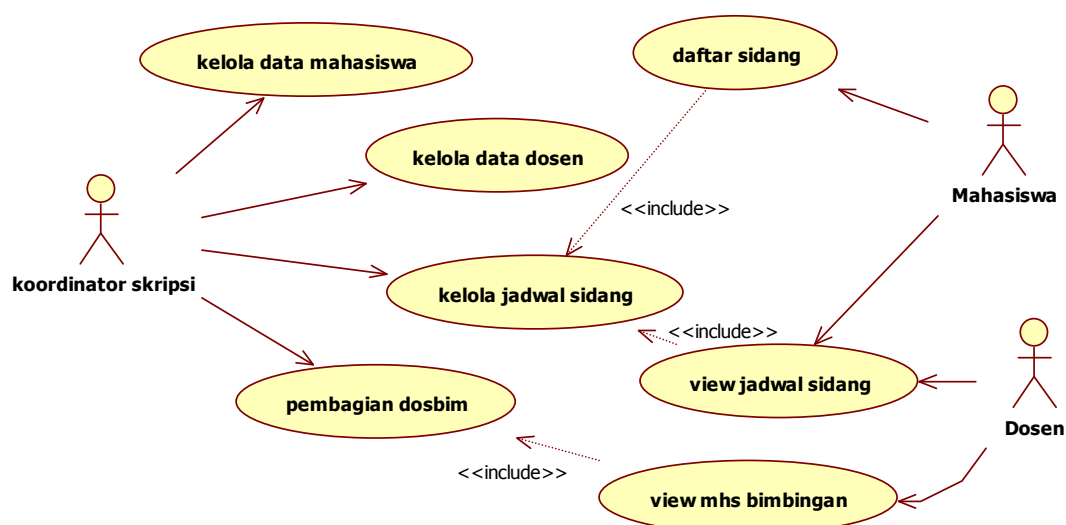 daftar sidang
kelola data mahasiswa
kelola data dosen
Mahasiswa
<<include>>
koordinator skripsi
kelola jadwal sidang
<<include>>
view jadwal sidang
pembagian dosbim
Dosen
<<include>>
view mhs bimbingan